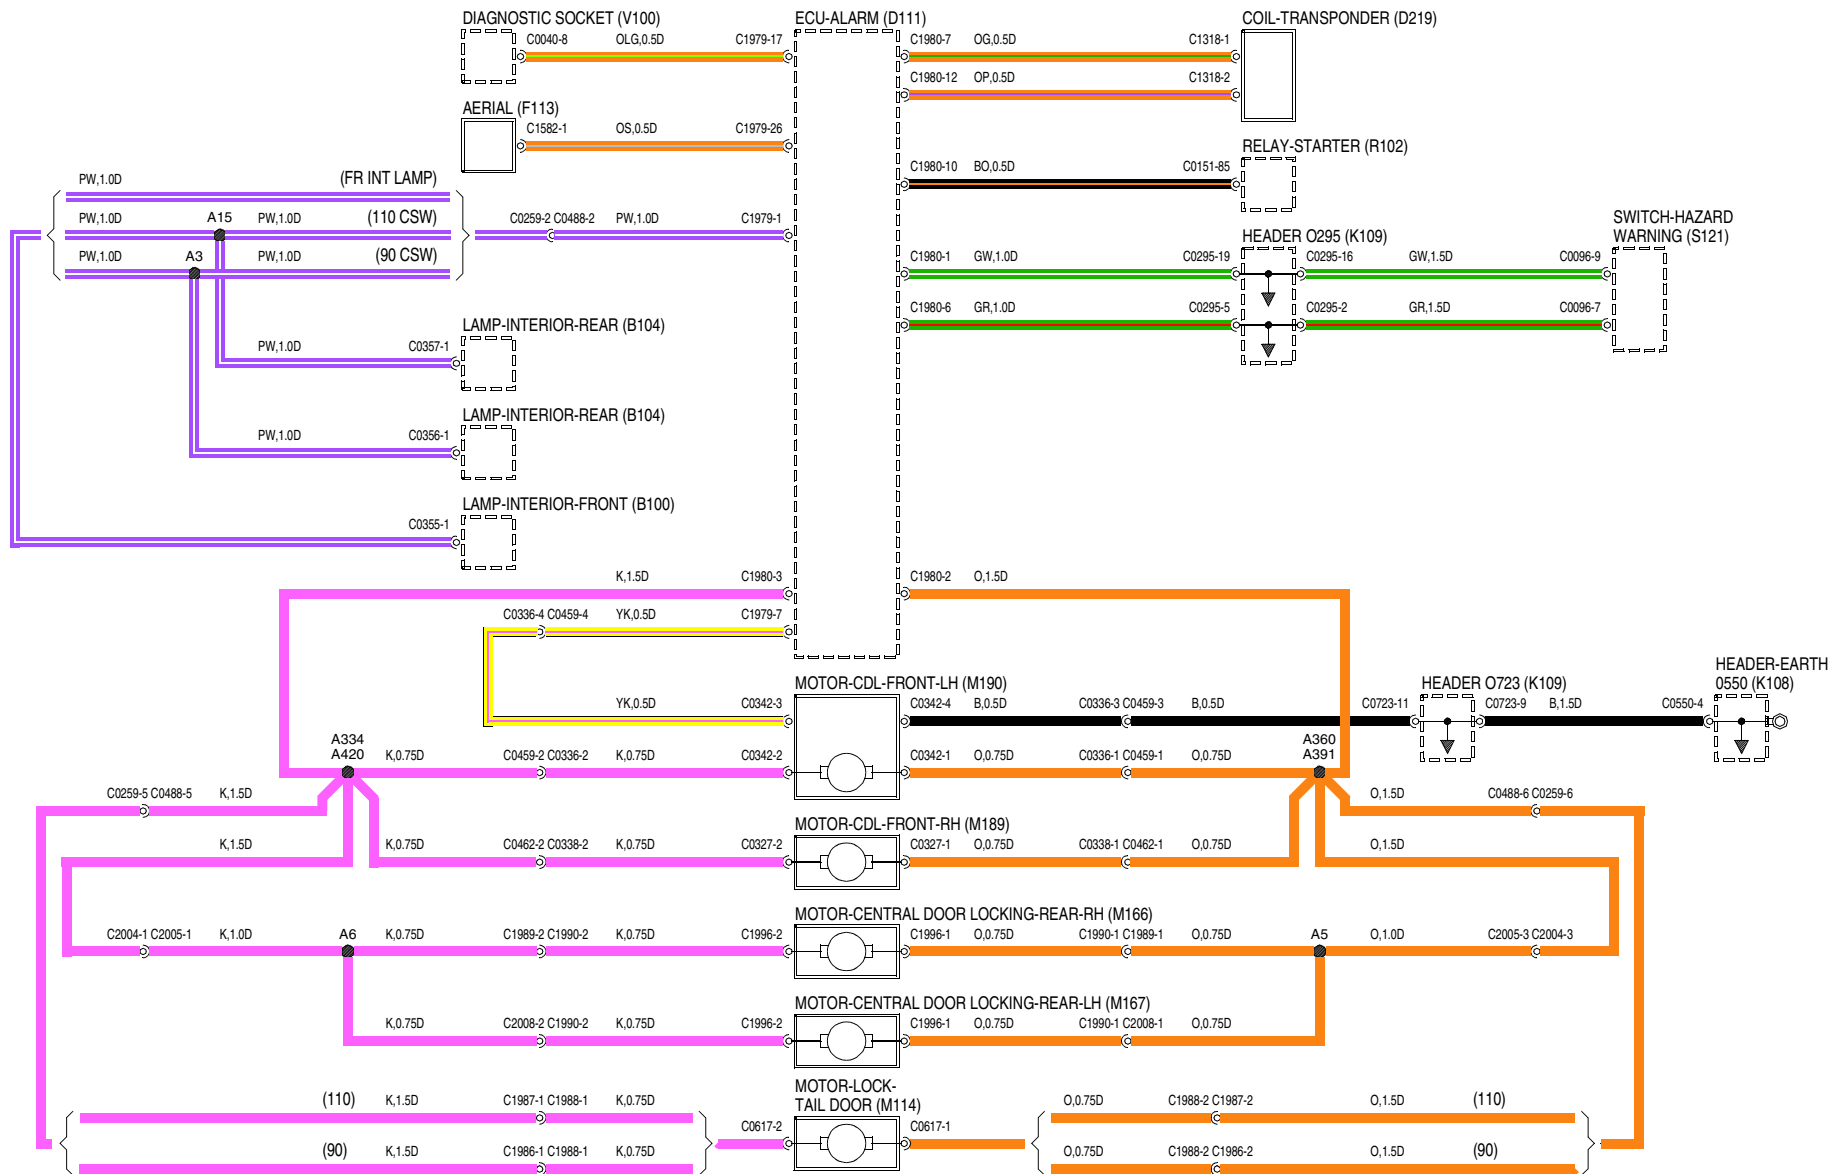 DIAGNOSTIC SOCKET (V100)
ECU-ALARM (D111)
COIL-TRANSPONDER (D219)
C0040-8 OLG,0.5D C1979-17
C1980-7 OG,0.5D C1318-1
C1980-12 OP,0.5D C1318-2
AERIAL (F113)
C1582-1 OS,0.5D C1979-26
RELAY-STARTER (R102)
C1980-10 BO,0.5D C0151-85
PW,1.0D (FR INT LAMP)
PW,1.0D A15 PW,1.0D (110 CSW)
C0259-2 C0488-2 PW,1.0D C1979-1
PW,1.0D A3 PW,1.0D (90 CSW)
SWITCH-HAZARD
WARNING (S121)
HEADER O295 (K109)
C1980-1 GW,1.0D C0295-19
C0295-16 GW,1.5D C0096-9
C1980-6 GR,1.0D C0295-5
C0295-2 GR,1.5D C0096-7
LAMP-INTERIOR-REAR (B104)
PW,1.0D C0357-1
LAMP-INTERIOR-REAR (B104)
PW,1.0D C0356-1
LAMP-INTERIOR-FRONT (B100)
C0355-1
K,1.5D C1980-3
C1980-2 O,1.5D
C0336-4 C0459-4 YK,0.5D C1979-7
MOTOR-CDL-FRONT-LH (M190)
HEADER O723 (K109)
HEADER-EARTH
0550 (K108)
YK,0.5D C0342-3
C0342-4 B,0.5D C0336-3 C0459-3 B,0.5D C0723-11
C0723-9 B,1.5D C0550-4
A334
A420
K,0.75D C0459-2 C0336-2 K,0.75D C0342-2
C0342-1 O,0.75D C0336-1 C0459-1 O,0.75D
A360
A391
C0259-5 C0488-5 K,1.5D
O,1.5D C0488-6 C0259-6
MOTOR-CDL-FRONT-RH (M189)
K,1.5D K,0.75D C0462-2 C0338-2 K,0.75D C0327-2
C0327-1 O,0.75D C0338-1 C0462-1 O,0.75D O,1.5D
MOTOR-CENTRAL DOOR LOCKING-REAR-RH (M166)
C2004-1 C2005-1 K,1.0D A6 K,0.75D C1989-2 C1990-2 K,0.75D C1996-2
C1996-1 O,0.75D C1990-1 C1989-1 O,0.75D A5 O,1.0D C2005-3 C2004-3
MOTOR-CENTRAL DOOR LOCKING-REAR-LH (M167)
K,0.75D C2008-2 C1990-2 K,0.75D C1996-2
C1996-1 O,0.75D C1990-1 C2008-1 O,0.75D
MOTOR-LOCK-
TAIL DOOR (M114)
(110) K,1.5D C1987-1 C1988-1 K,0.75D
O,0.75D C1988-2 C1987-2 O,1.5D (110)
C0617-2
C0617-1
(90) K,1.5D C1986-1 C1988-1 K,0.75D
O,0.75D C1988-2 C1986-2 O,1.5D (90)